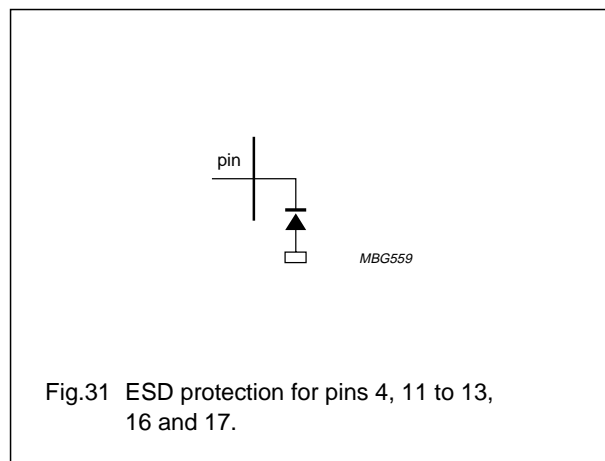 pin
MBG559
Fig.31 ESD protection for pins 4, 11 to 13,
16 and 17.